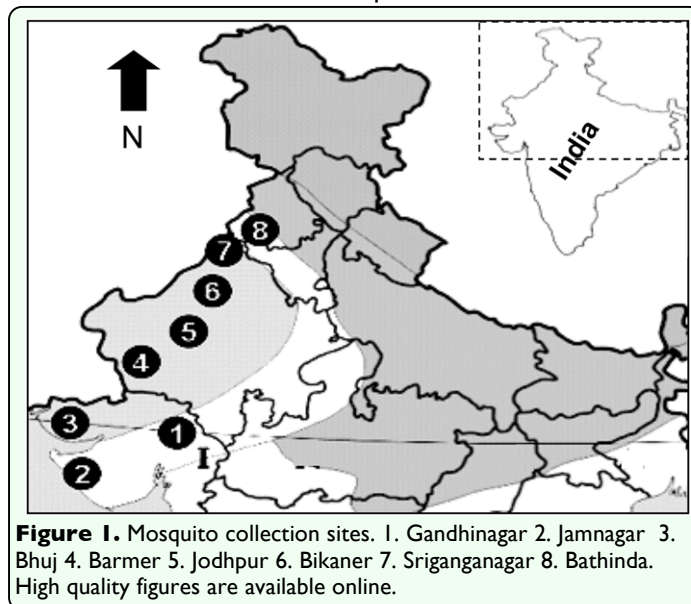 N
India
8
7
6
5
4
3
1
I
2
Figure 1. Mosquito collection sites. 1. Gandhinagar 2. Jamnagar 3.
Bhuj 4. Barmer 5. Jodhpur 6. Bikaner 7. Sriganganagar 8. Bathinda.
High quality figures are available online.